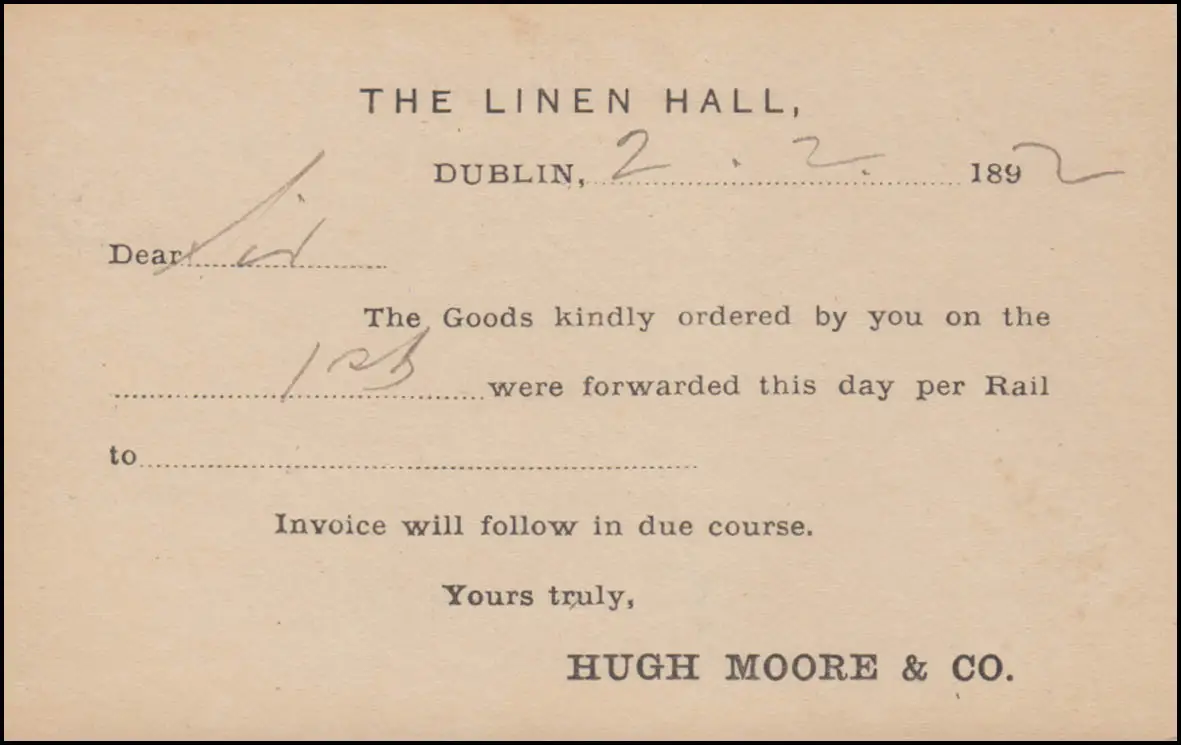 THE LINEN HALL,
DUBLIN, 2 . 2 . 1892
Dear Sir
The Goods kindly ordered by you on the
1st were forwarded this day per Rail
to
Invoice will follow in due course.
Yours truly,
HUGH MOORE & CO.